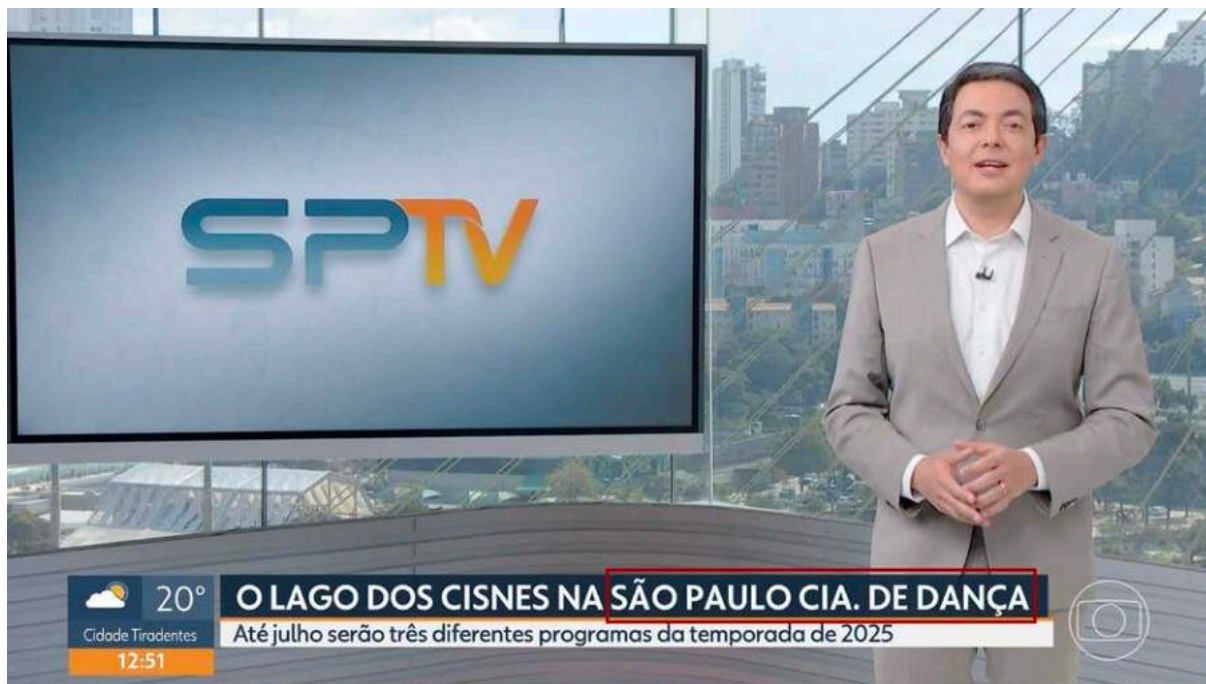 SPTV
20°
Cidade Tiradentes
12:51
O LAGO DOS CISNES NA SÃO PAULO CIA. DE DANÇA
Até julho serão três diferentes programas da temporada de 2025